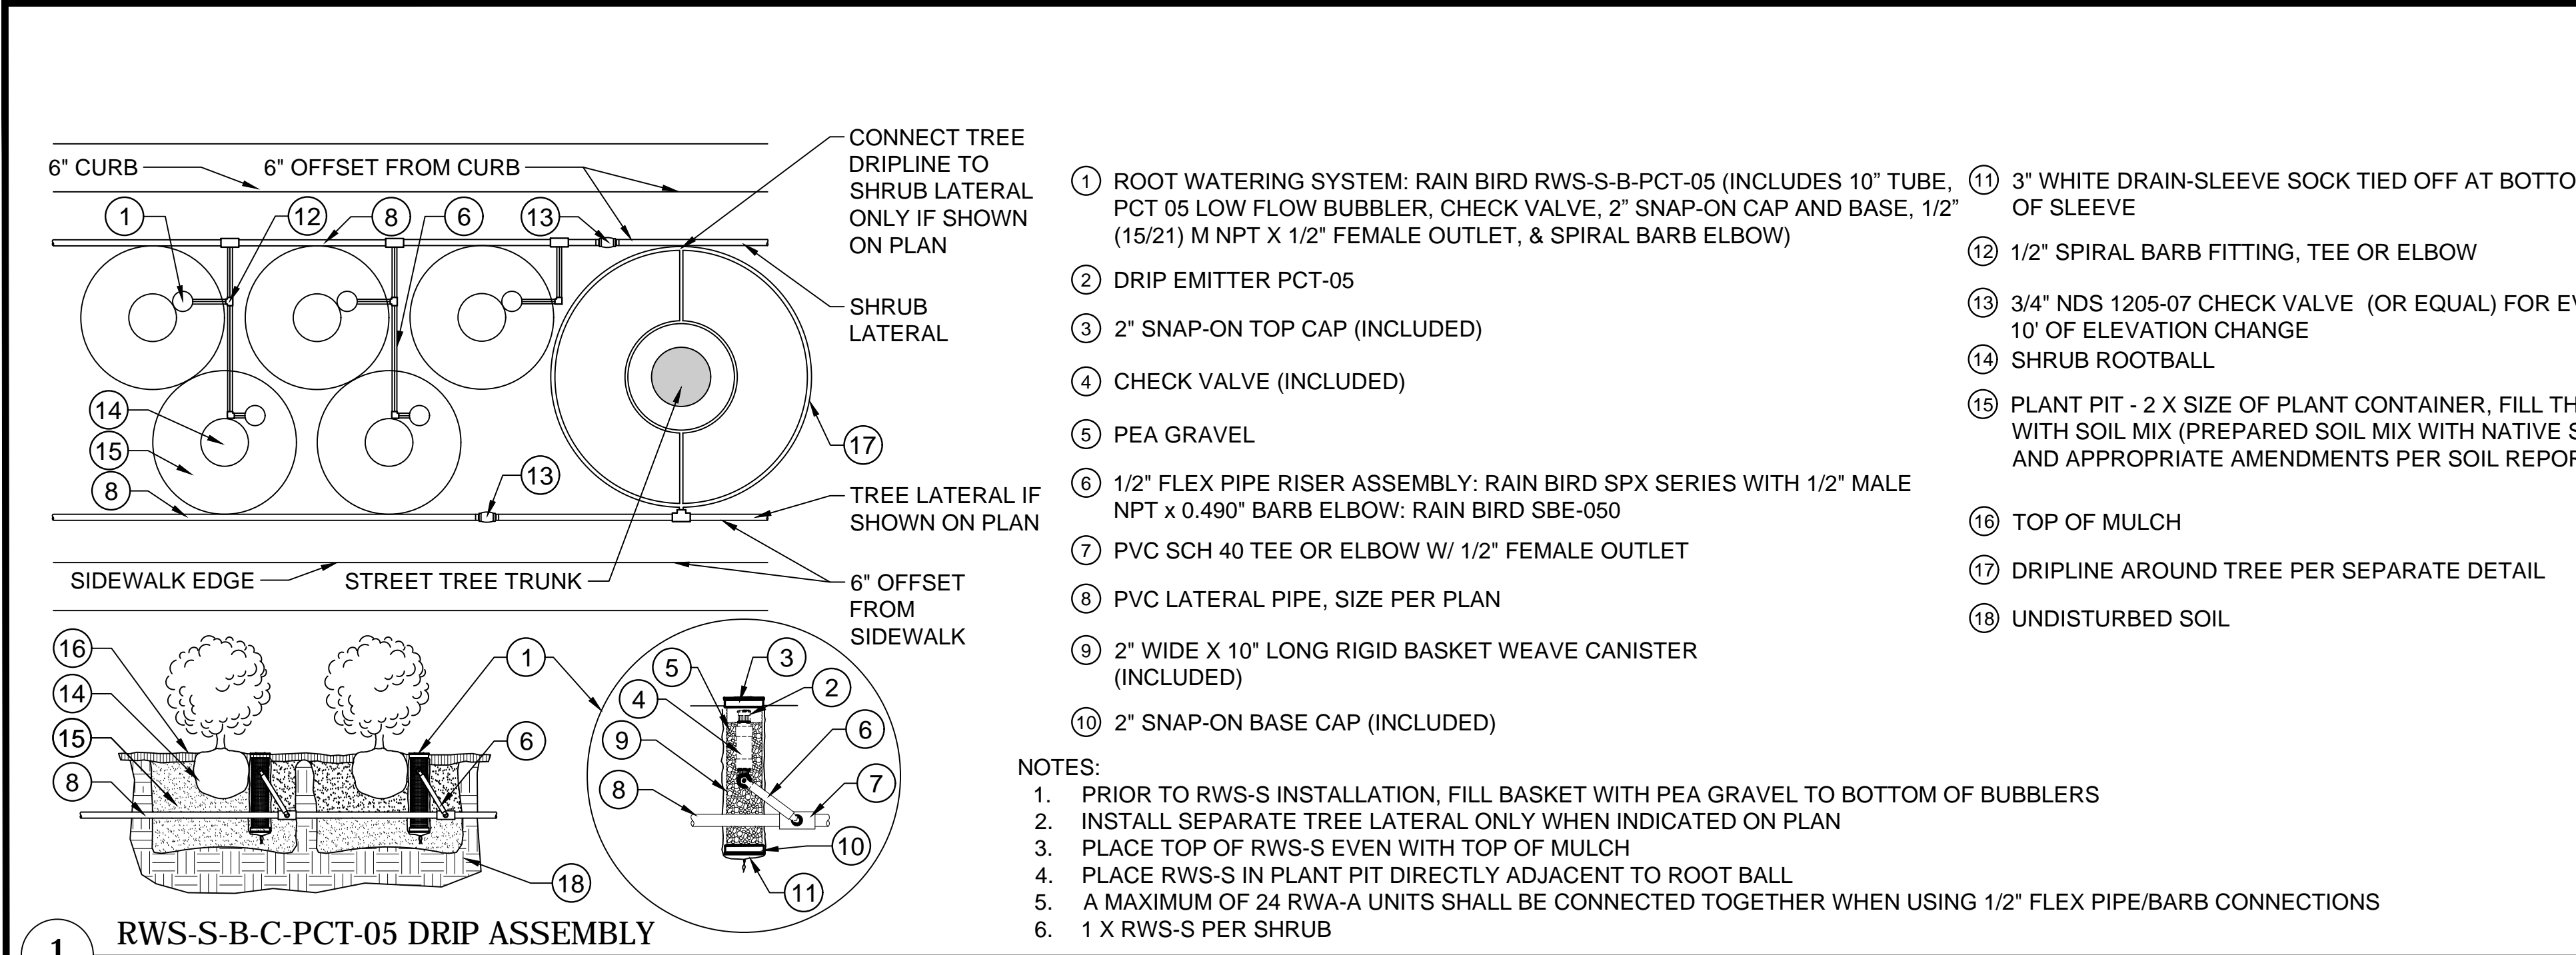 CONNECT TREE
DRIPLINE TO
SHRUB LATERAL
ONLY IF SHOWN
ON PLAN
6" CURB
6" OFFSET FROM CURB
1
12
8
6
13
SHRUB
LATERAL
14
15
8
13
17
TREE LATERAL IF
SHOWN ON PLAN
SIDEWALK EDGE
STREET TREE TRUNK
6" OFFSET
FROM
SIDEWALK
16
14
15
8
1
6
18
5
3
4
2
9
6
8
7
10
11
1
RWS-S-B-C-PCT-05 DRIP ASSEMBLY
1 ROOT WATERING SYSTEM: RAIN BIRD RWS-S-B-PCT-05 (INCLUDES 10” TUBE,
PCT 05 LOW FLOW BUBBLER, CHECK VALVE, 2” SNAP-ON CAP AND BASE, 1/2”
(15/21) M NPT X 1/2" FEMALE OUTLET, & SPIRAL BARB ELBOW)
2 DRIP EMITTER PCT-05
3 2" SNAP-ON TOP CAP (INCLUDED)
4 CHECK VALVE (INCLUDED)
5 PEA GRAVEL
6 1/2" FLEX PIPE RISER ASSEMBLY: RAIN BIRD SPX SERIES WITH 1/2" MALE
NPT x 0.490" BARB ELBOW: RAIN BIRD SBE-050
7 PVC SCH 40 TEE OR ELBOW W/ 1/2" FEMALE OUTLET
8 PVC LATERAL PIPE, SIZE PER PLAN
9 2" WIDE X 10" LONG RIGID BASKET WEAVE CANISTER
(INCLUDED)
10 2" SNAP-ON BASE CAP (INCLUDED)
11 3" WHITE DRAIN-SLEEVE SOCK TIED OFF AT
OF SLEEVE
12 1/2" SPIRAL BARB FITTING, TEE OR ELBOW
13 3/4" NDS 1205-07 CHECK VALVE (OR EQUAL) FOR
10' OF ELEVATION CHANGE
14 SHRUB ROOTBALL
15 PLANT PIT - 2 X SIZE OF PLANT CONTAINER, FILL
WITH SOIL MIX (PREPARED SOIL MIX WITH NATIVE
AND APPROPRIATE AMENDMENTS PER SOIL
16 TOP OF MULCH
17 DRIPLINE AROUND TREE PER SEPARATE DETAIL
18 UNDISTURBED SOIL
NOTES:
1. PRIOR TO RWS-S INSTALLATION, FILL BASKET WITH PEA GRAVEL TO BOTTOM OF BUBBLERS
2. INSTALL SEPARATE TREE LATERAL ONLY WHEN INDICATED ON PLAN
3. PLACE TOP OF RWS-S EVEN WITH TOP OF MULCH
4. PLACE RWS-S IN PLANT PIT DIRECTLY ADJACENT TO ROOT BALL
5. A MAXIMUM OF 24 RWA-A UNITS SHALL BE CONNECTED TOGETHER WHEN USING 1/2" FLEX PIPE/BARB CONNECTIONS
6. 1 X RWS-S PER SHRUB